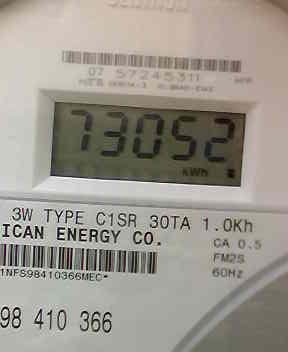 07 57245311
73052
kWh
3W TYPE C1SR 30TA 1.0Kh
ICAN ENERGY CO.
CA 0.5
FM2S
60Hz
1NFS98410366MEC*
98 410 366